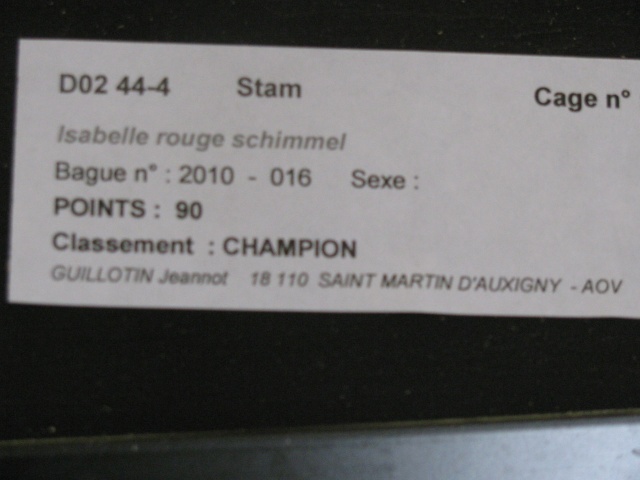 D02 44-4 Stam Cage n°
Isabelle rouge schimmel
Bague n° : 2010 - 016 Sexe :
POINTS : 90
Classement : CHAMPION
GUILLOTIN Jeannot 18 110 SAINT MARTIN D'AUXIGNY - AOV